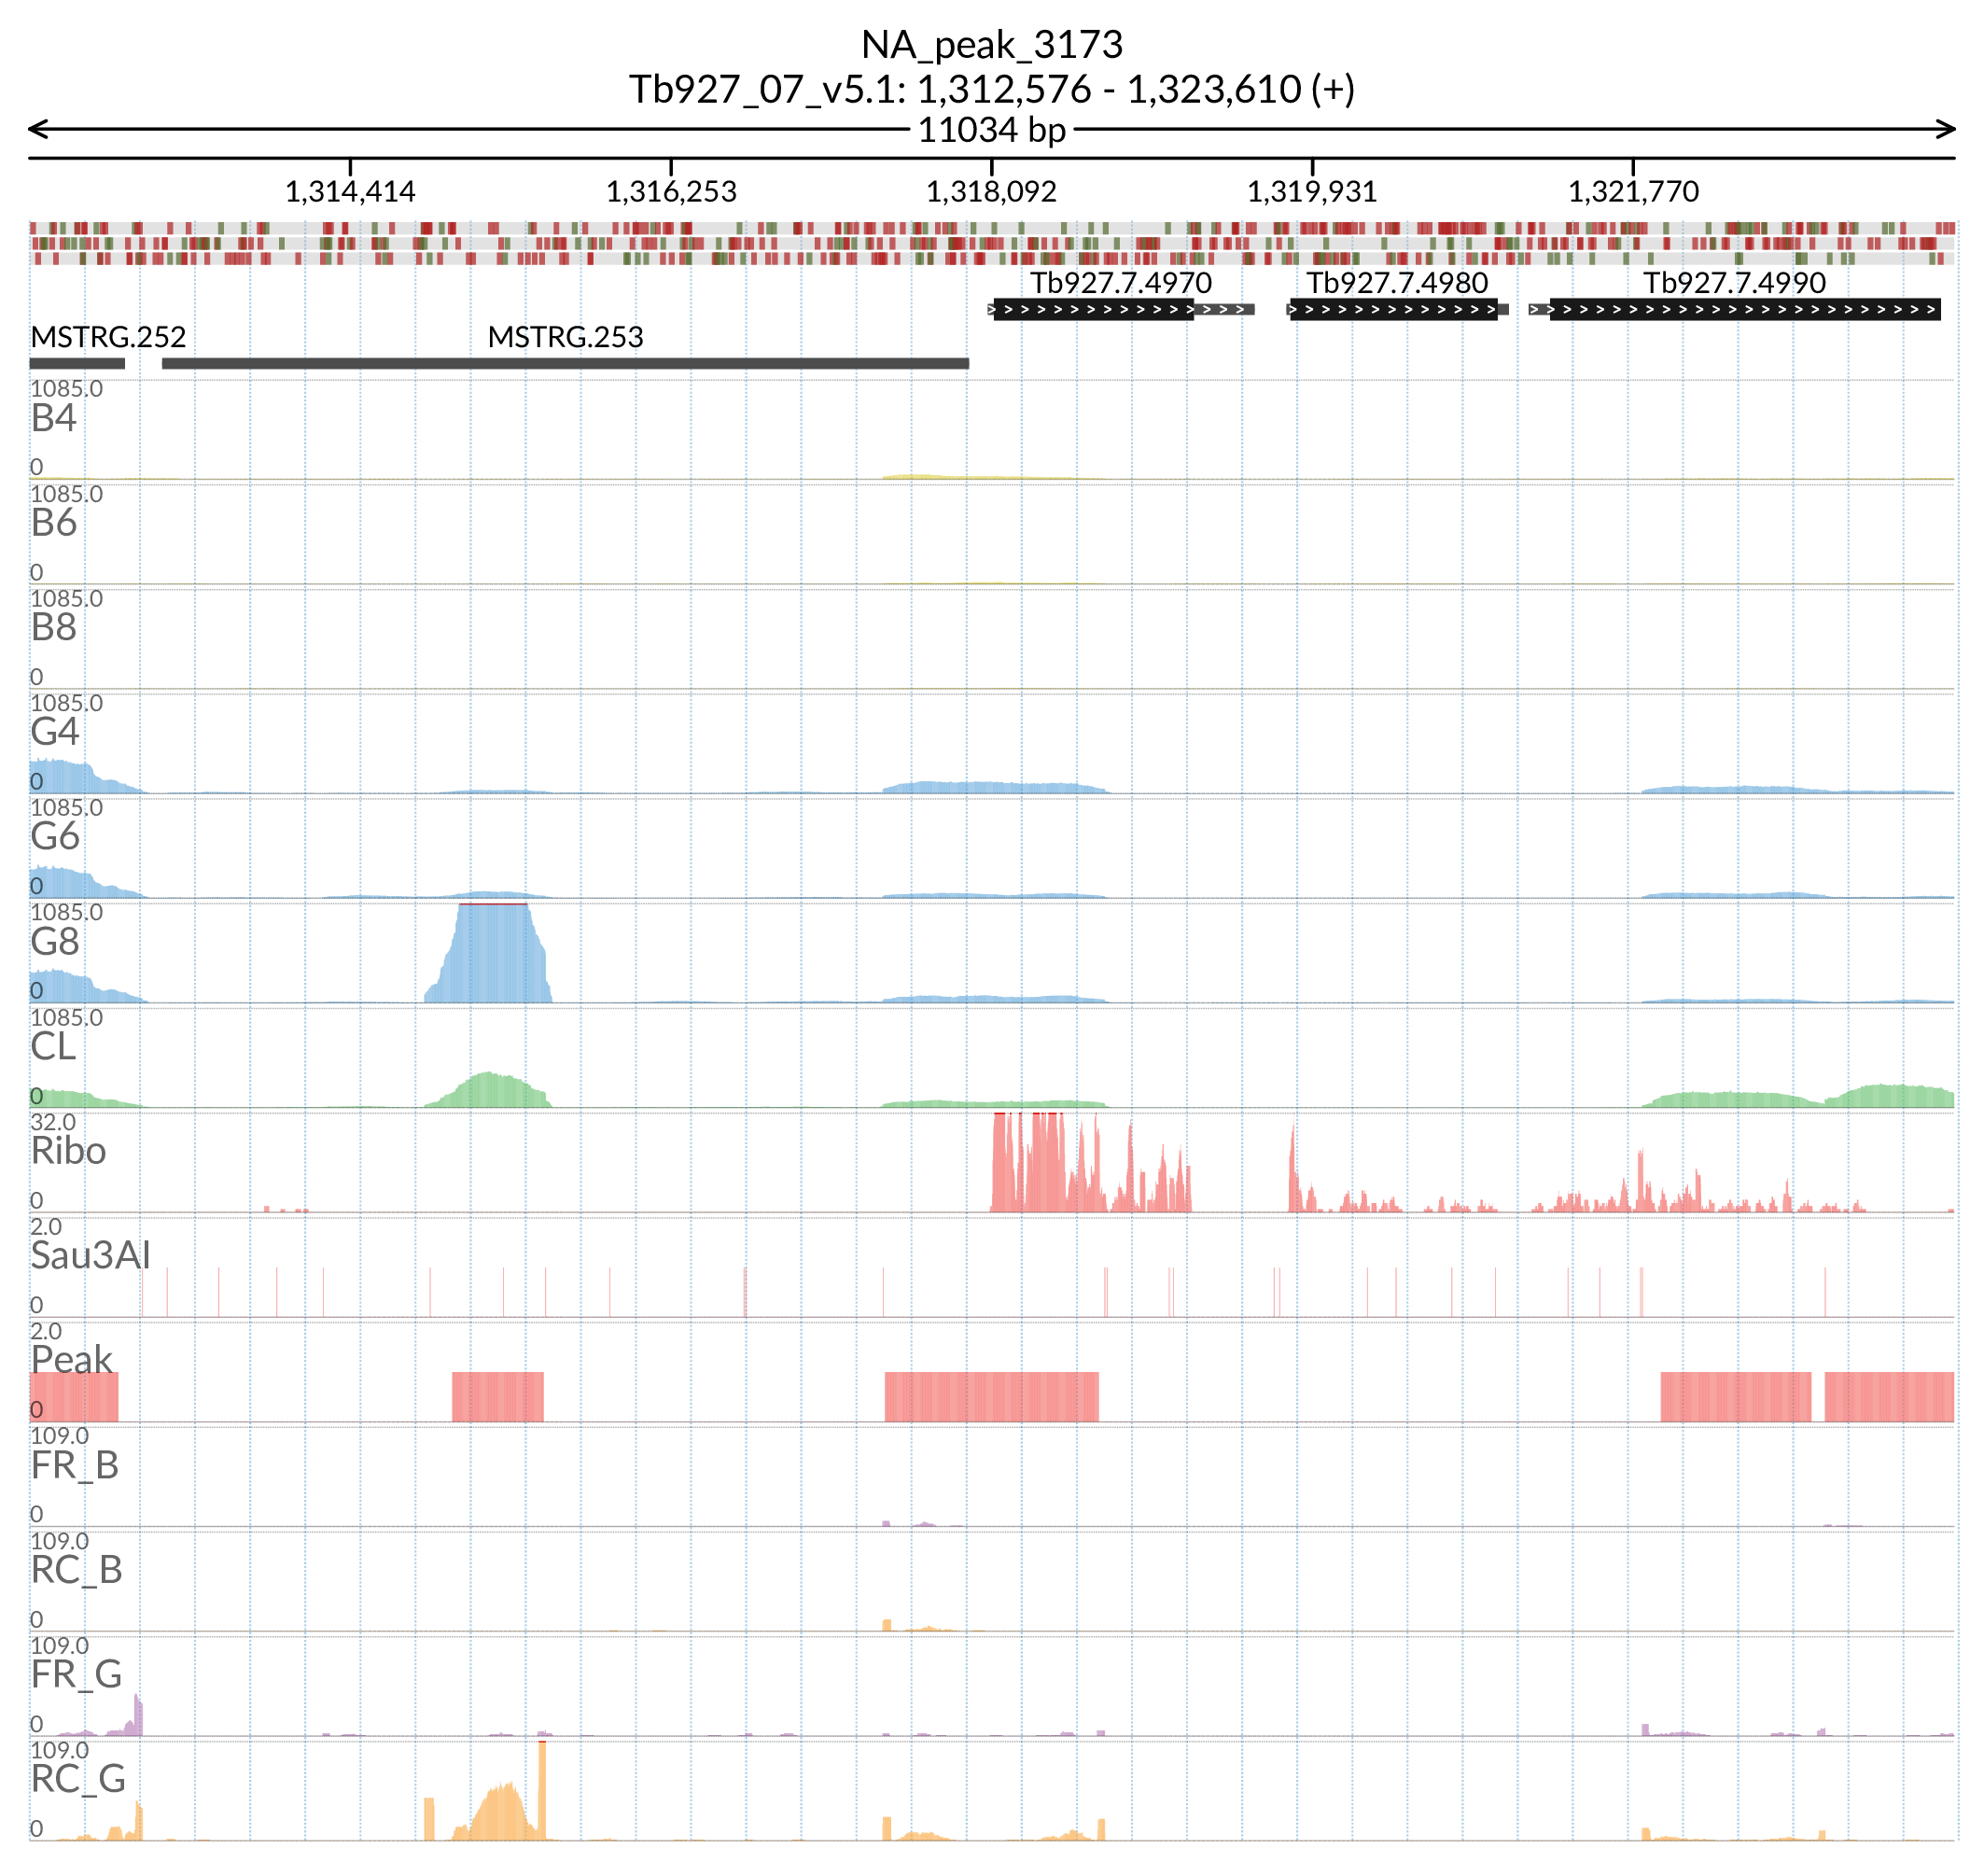 NA_peak_3173
Tb927_07_v5.1: 1,312,576 - 1,323,610 (+)
11034 bp
1,314,414 1,316,253 1,318,092 1,319,931 1,321,770
Tb927.7.4970 Tb927.7.4980 Tb927.7.4990
MSTRG.252 MSTRG.253
1085.0
B4
0
1085.0
B6
0
1085.0
B8
0
1085.0
G4
0
1085.0
G6
0
1085.0
G8
0
1085.0
CL
0
32.0
Ribo
0
2.0
Sau3AI
0
2.0
Peak
0
109.0
FR_B
0
109.0
RC_B
0
109.0
FR_G
0
109.0
RC_G
0